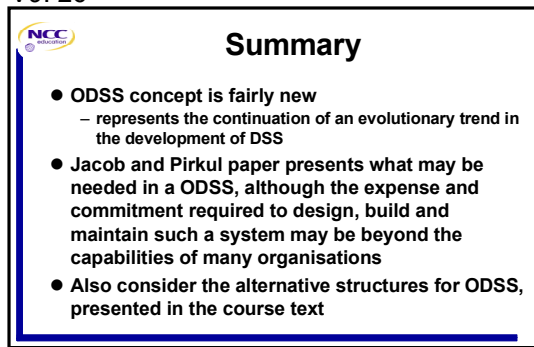 NCC
education
Summary
● ODSS concept is fairly new
– represents the continuation of an evolutionary trend in
the development of DSS
● Jacob and Pirkul paper presents what may be
needed in a ODSS, although the expense and
commitment required to design, build and
maintain such a system may be beyond the
capabilities of many organisations
● Also consider the alternative structures for ODSS,
presented in the course text